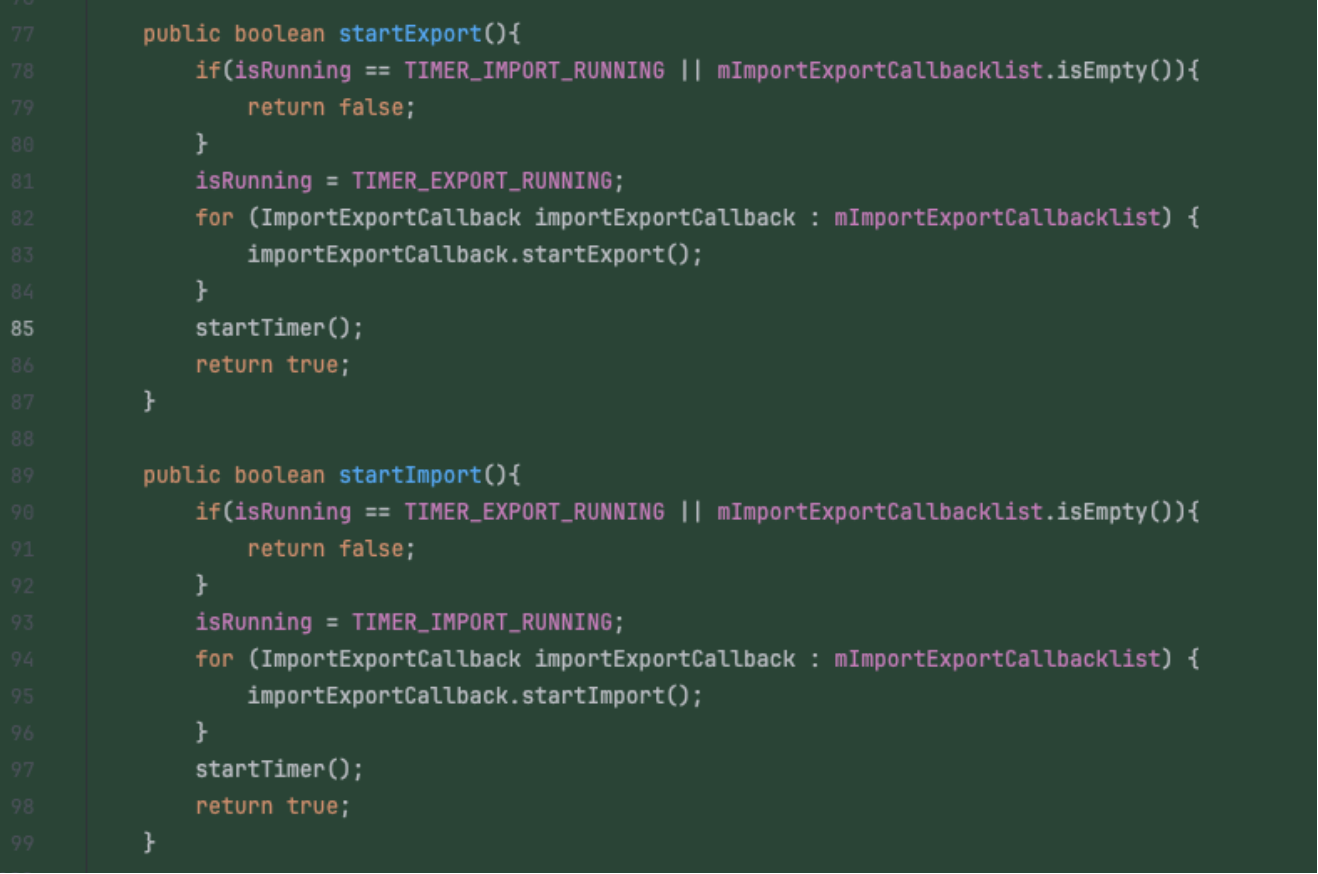 77 public boolean startExport(){
78 if(isRunning == TIMER_IMPORT_RUNNING || mImportExportCallbacklist.isEmpty()){
79 return false;
80 }
81 isRunning = TIMER_EXPORT_RUNNING;
82 for (ImportExportCallback importExportCallback : mImportExportCallbacklist) {
83 importExportCallback.startExport();
84 }
85 startTimer();
86 return true;
87 }
88
89 public boolean startImport(){
90 if(isRunning == TIMER_EXPORT_RUNNING || mImportExportCallbacklist.isEmpty()){
91 return false;
92 }
93 isRunning = TIMER_IMPORT_RUNNING;
94 for (ImportExportCallback importExportCallback : mImportExportCallbacklist) {
95 importExportCallback.startImport();
96 }
97 startTimer();
98 return true;
99 }